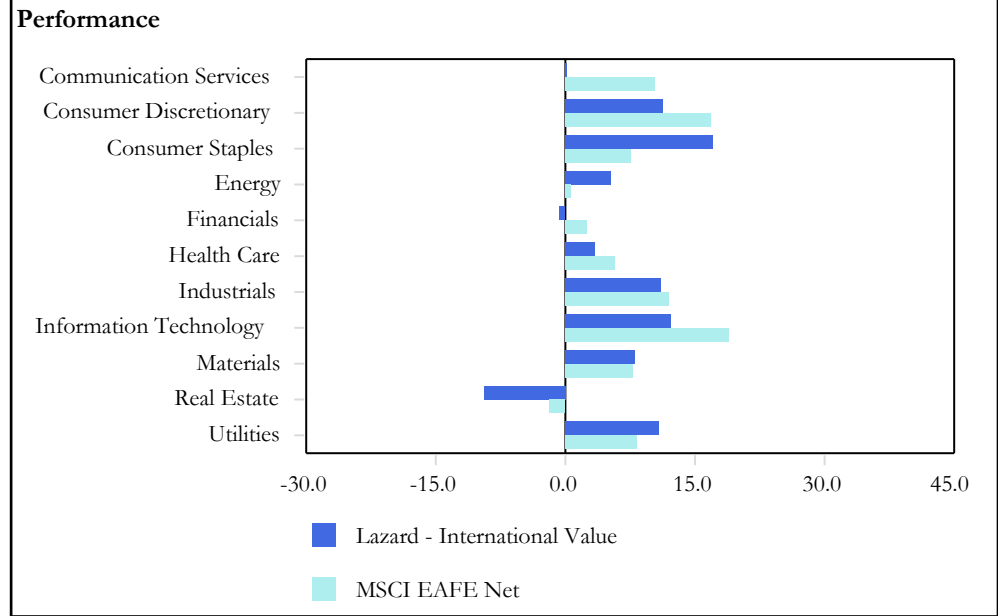 Performance
Communication Services
Consumer Discretionary
Consumer Staples
Energy
Financials
Health Care
Industrials
Information Technology
Materials
Real Estate
Utilities
-30.0 -15.0 0.0 15.0 30.0 45.0
Lazard - International Value
MSCI EAFE Net